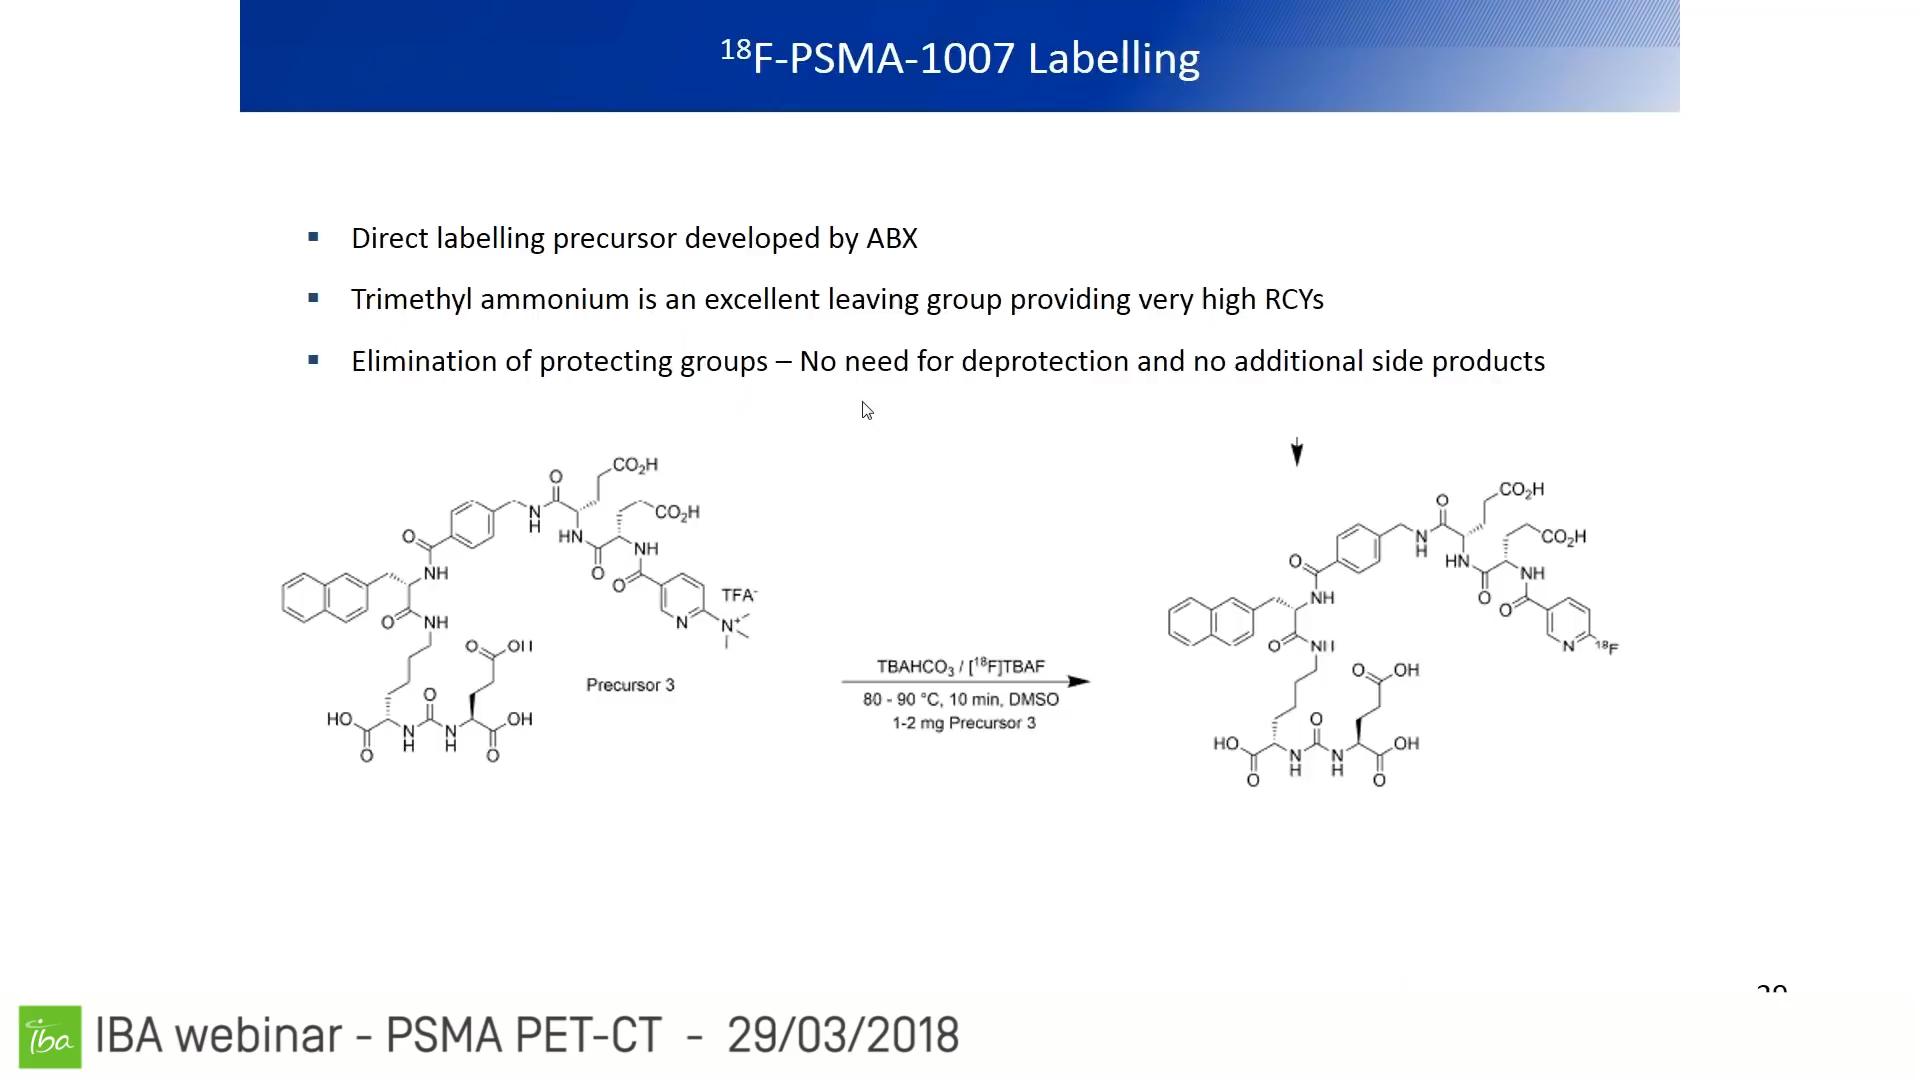 ¹⁸F-PSMA-1007 Labelling
▪ Direct labelling precursor developed by ABX
▪ Trimethyl ammonium is an excellent leaving group providing very high RCYs
▪ Elimination of protecting groups – No need for deprotection and no additional side products
CO₂H
O
CO₂H
N
H
HN
NH
O
O
O
NH
TFA⁻
N
N⁺
O
NH
O
OH
Precursor 3
HO
O
N
H
O
N
H
OH
O
TBAHCO₃ / [¹⁸F]TBAF
80 - 90 °C, 10 min, DMSO
1-2 mg Precursor 3
CO₂H
O
CO₂H
N
H
HN
NH
O
O
O
NH
N
¹⁸F
O
NH
O
OH
HO
O
N
H
O
N
H
OH
O
iba
IBA webinar - PSMA PET-CT - 29/03/2018